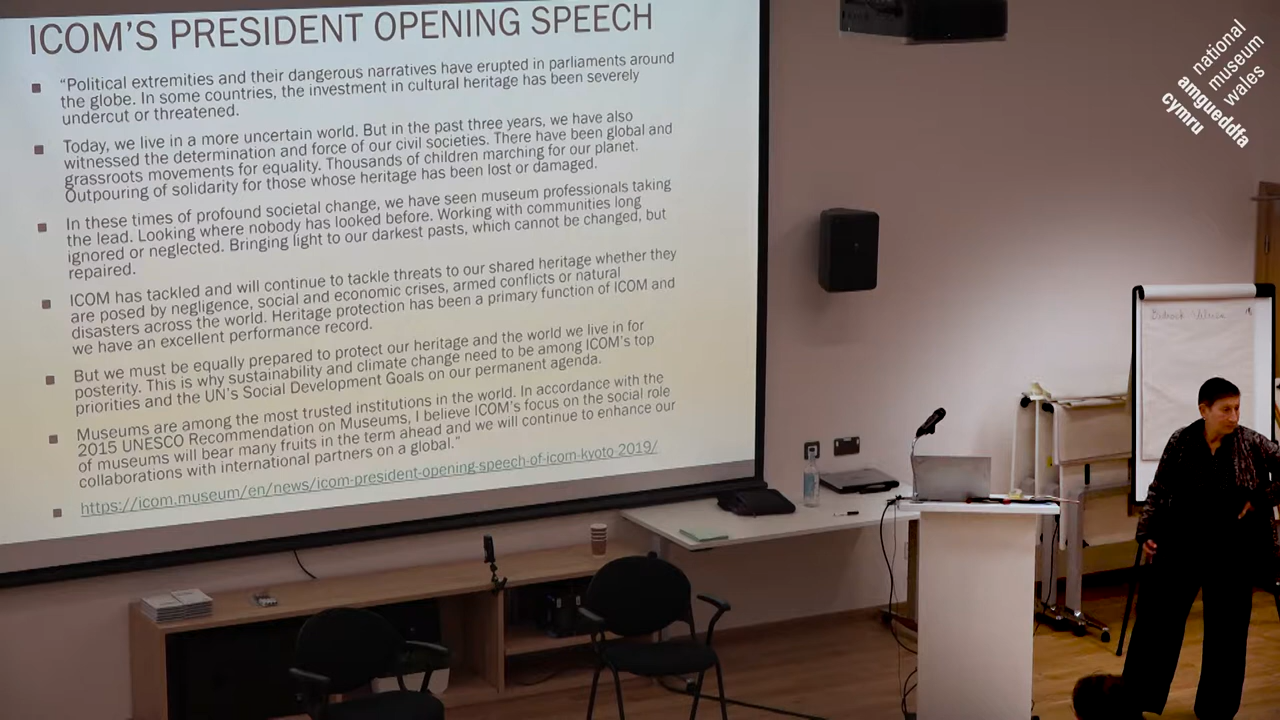 ICOM'S PRESIDENT OPENING SPEECH
"Political extremities and their dangerous narratives have erupted in parliaments around
the globe. In some countries, the investment in cultural heritage has been severely
undercut or threatened.
Today, we live in a more uncertain world. But in the past three years, we have also
witnessed the determination and force of our civil societies. There have been global and
grassroots movements for equality. Thousands of children marching for our planet.
Outpouring of solidarity for those whose heritage has been lost or damaged.
In these times of profound societal change, we have seen museum professionals taking
the lead. Looking where nobody has looked before. Working with communities long
ignored or neglected. Bringing light to our darkest pasts, which cannot be changed, but
repaired.
ICOM has tackled and will continue to tackle threats to our shared heritage whether they
are posed by negligence, social and economic crises, armed conflicts or natural
disasters across the world. Heritage protection has been a primary function of ICOM and
we have an excellent performance record.
But we must be equally prepared to protect our heritage and the world we live in for
posterity. This is why sustainability and climate change need to be among ICOM's top
priorities and the UN's Social Development Goals on our permanent agenda.
Museums are among the most trusted institutions in the world. In accordance with the
2015 UNESCO Recommendation on Museums, I believe ICOM's focus on the social role
of museums will bear many fruits in the term ahead and we will continue to enhance our
collaborations with international partners on a global."
https://icom.museum/en/news/icom-president-opening-speech-of-icom-kyoto-2019/
national
museum
wales
amgueddfa
cymru